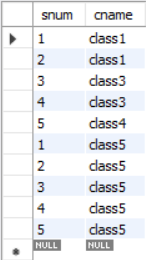 snum cname
1 class1
2 class1
3 class3
4 class3
5 class4
1 class5
2 class5
3 class5
4 class5
5 class5
NULL NULL